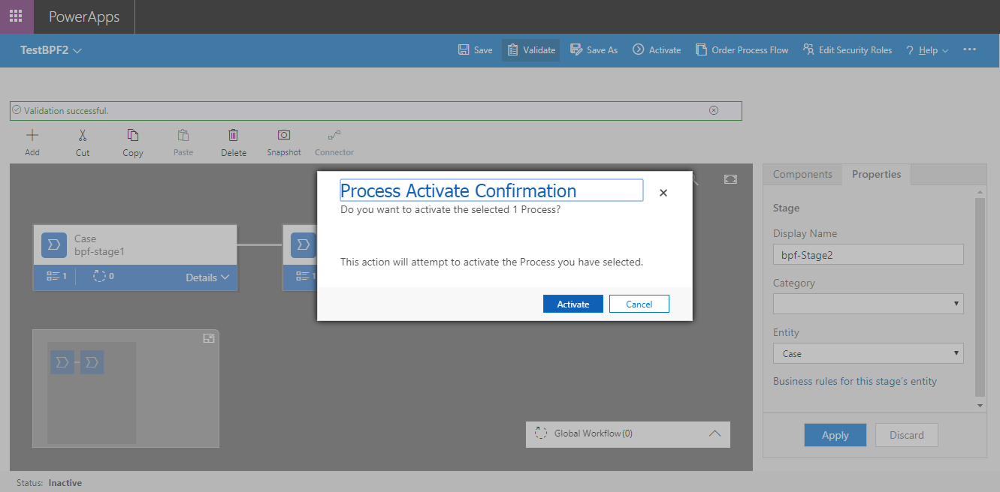 PowerApps
TestBPF2
Save
Validate
Save As
Activate
Order Process Flow
Edit Security Roles
? Help
Validation successful.
Add
Cut
Copy
Paste
Delete
Snapshot
Connector
Components
Properties
Process Activate Confirmation
Do you want to activate the selected 1 Process?
This action will attempt to activate the Process you have selected.
Activate
Cancel
Case
bpf-stage1
1
0
Details
1
Stage
Display Name
bpf-Stage2
Category
Entity
Case
Business rules for this stage's entity
Global Workflow(0)
Apply
Discard
Status: Inactive